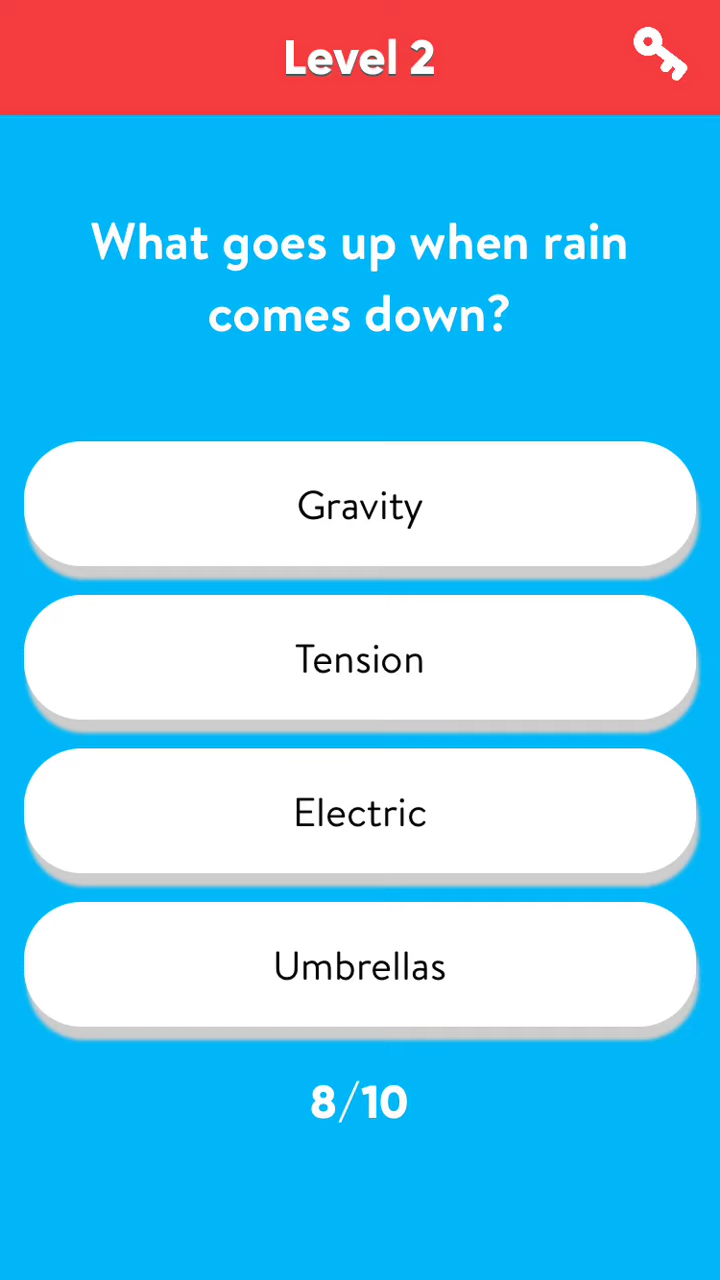 Level 2
What goes up when rain
comes down?
Gravity
Tension
Electric
Umbrellas
8/10